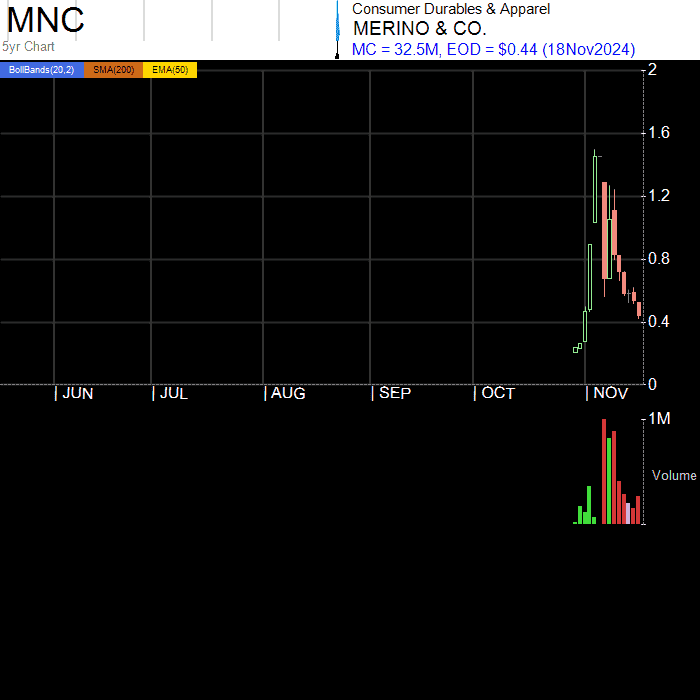 MNC
5yr Chart
Consumer Durables & Apparel
MERINO & CO.
MC = 32.5M, EOD = $0.44 (18Nov2024)
BollBands(20,2) SMA(200) EMA(50)
2
1.6
1.2
0.8
0.4
0
| JUN | JUL | AUG | SEP | OCT | NOV
1M
Volume